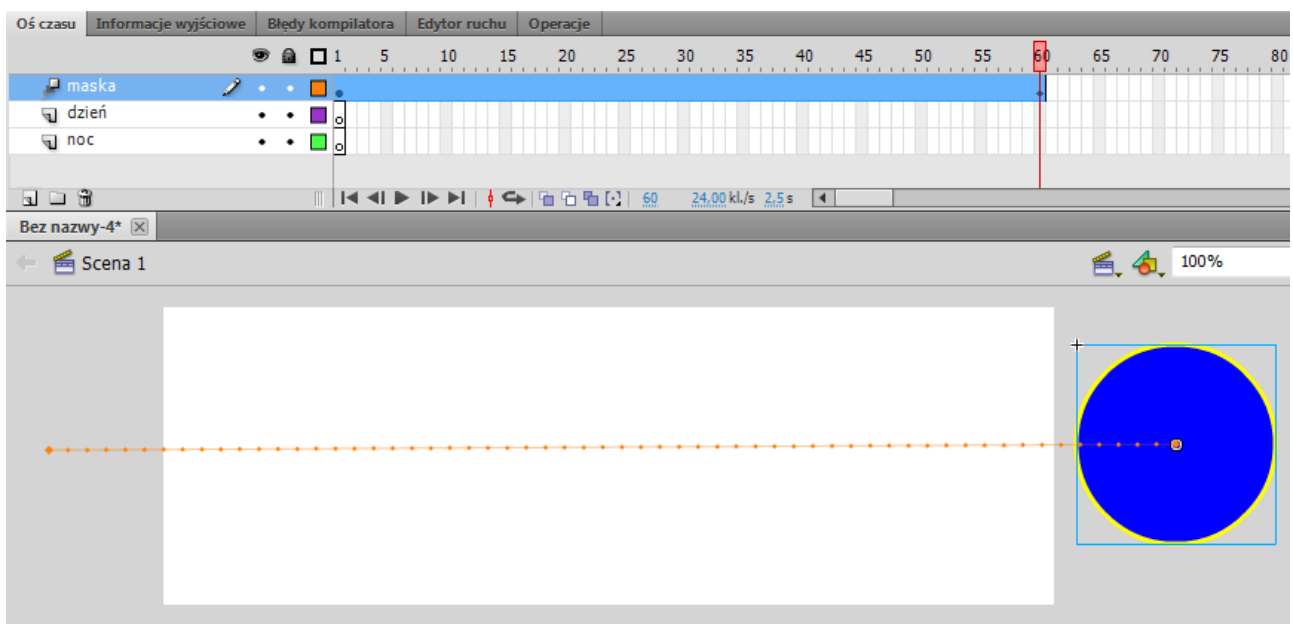 Oś czasu Informacje wyjściowe Błędy kompilatora Edytor ruchu Operacje
1 5 10 15 20 25 30 35 40 45 50 55 60 65 70 75 80
maska
dzień
noc
60 24,00 kl./s 2,5 s
Bez nazwy-4*
Scena 1 100%